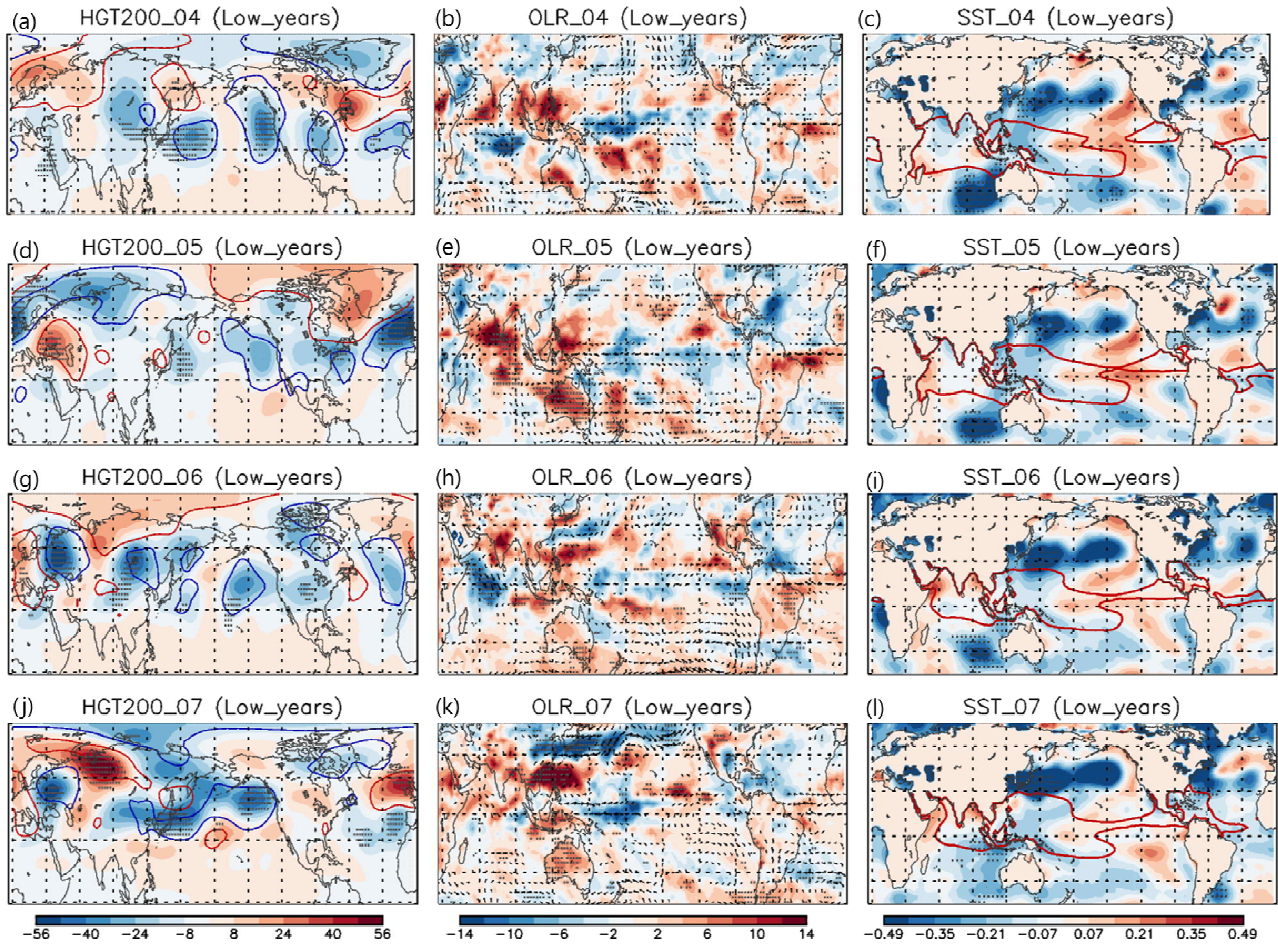 (a) HGT200_04 (Low_years)
(b) OLR_04 (Low_years)
(c) SST_04 (Low_years)
(d) HGT200_05 (Low_years)
(e) OLR_05 (Low_years)
(f) SST_05 (Low_years)
(g) HGT200_06 (Low_years)
(h) OLR_06 (Low_years)
(i) SST_06 (Low_years)
(j) HGT200_07 (Low_years)
(k) OLR_07 (Low_years)
(l) SST_07 (Low_years)
-56 -40 -24 -8 8 24 40 56
-14 -10 -6 -2 2 6 10 14
-0.49 -0.35 -0.21 -0.07 0.07 0.21 0.35 0.49